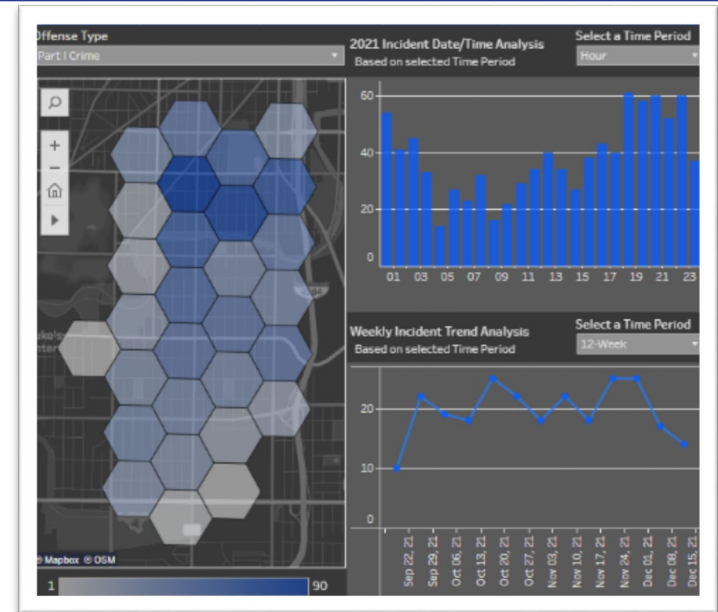 Offense Type
Part I Crime
2021 Incident Date/Time Analysis
Based on selected Time Period
Select a Time Period
Hour
60
40
20
0
01 03 05 07 09 11 13 15 17 19 21 23
Weekly Incident Trend Analysis
Based on selected Time Period
Select a Time Period
12-Week
20
10
0
Sep 22, 21
Sep 29, 21
Oct 06, 21
Oct 13, 21
Oct 20, 21
Oct 27, 21
Nov 03, 21
Nov 10, 21
Nov 17, 21
Nov 24, 21
Dec 01, 21
Dec 08, 21
Dec 15, 21
© Mapbox © OSM
1 90